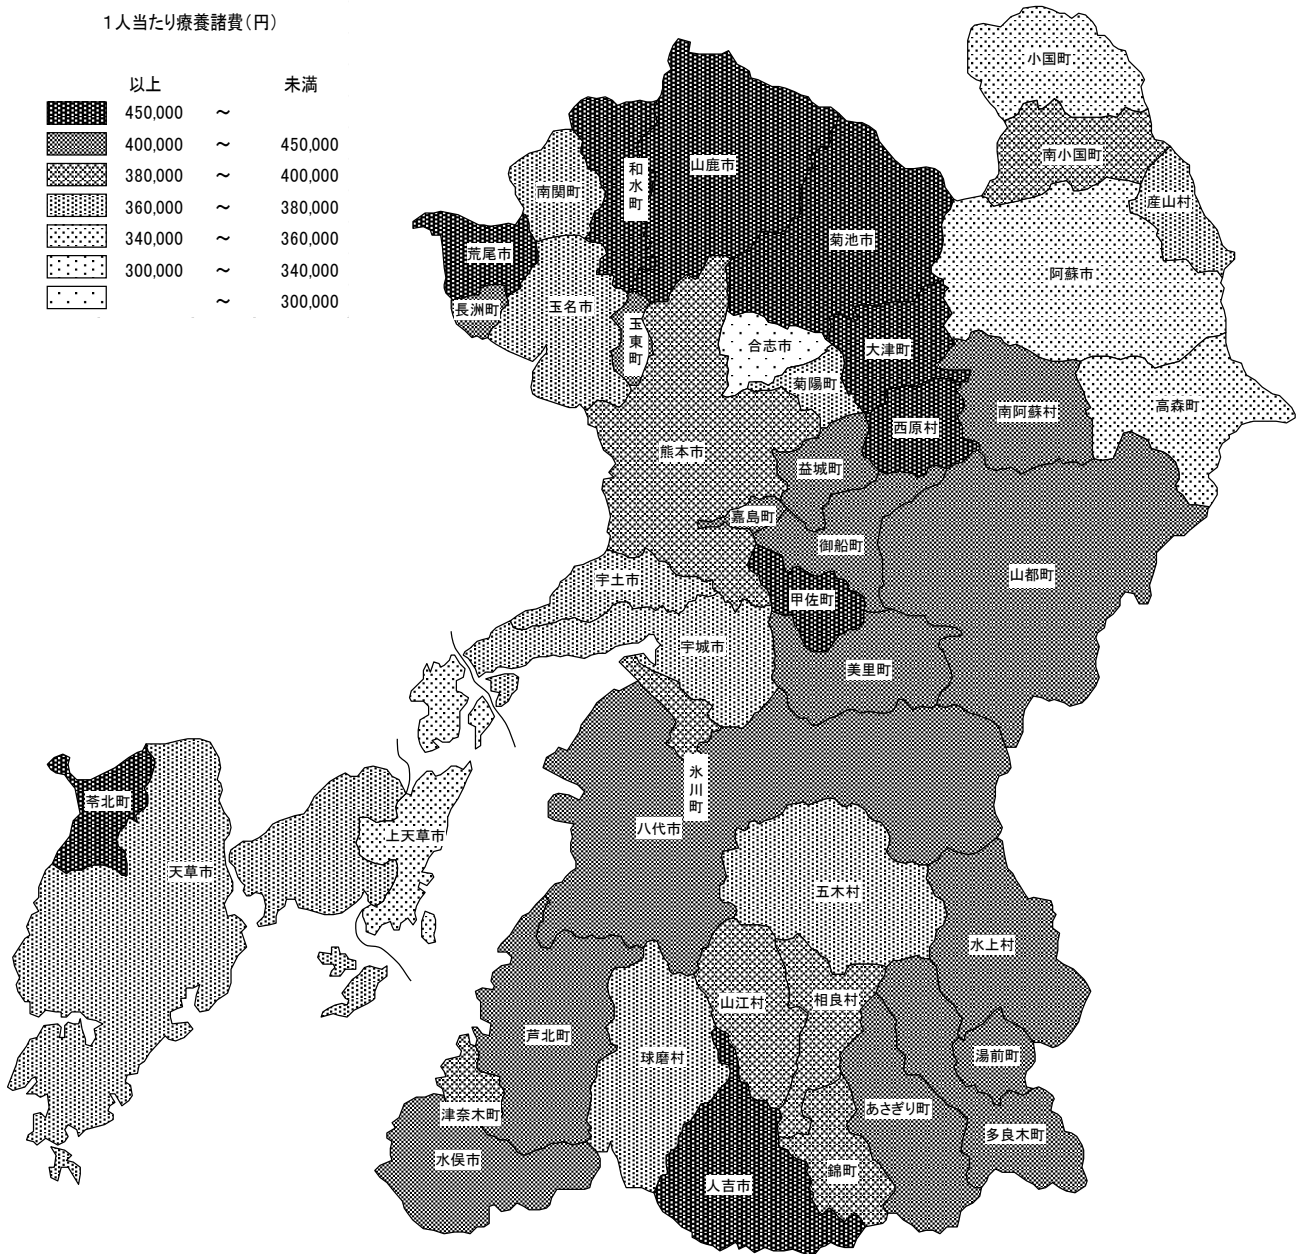 1人当たり療養諸費(円)
以上 未満
450,000 ～
400,000 ～ 450,000
380,000 ～ 400,000
360,000 ～ 380,000
340,000 ～ 360,000
300,000 ～ 340,000
～ 300,000
小国町
南小国町
産山村
山鹿市
和水町
南関町
菊池市
荒尾市
阿蘇市
長洲町
玉名市
玉東町
合志市
大津町
菊陽町
南阿蘇村
高森町
西原村
熊本市
益城町
嘉島町
御船町
山都町
宇土市
甲佐町
宇城市
美里町
氷川町
苓北町
八代市
上天草市
天草市
五木村
水上村
山江村
相良村
芦北町
球磨村
湯前町
津奈木町
あさぎり町
多良木町
水俣市
錦町
人吉市